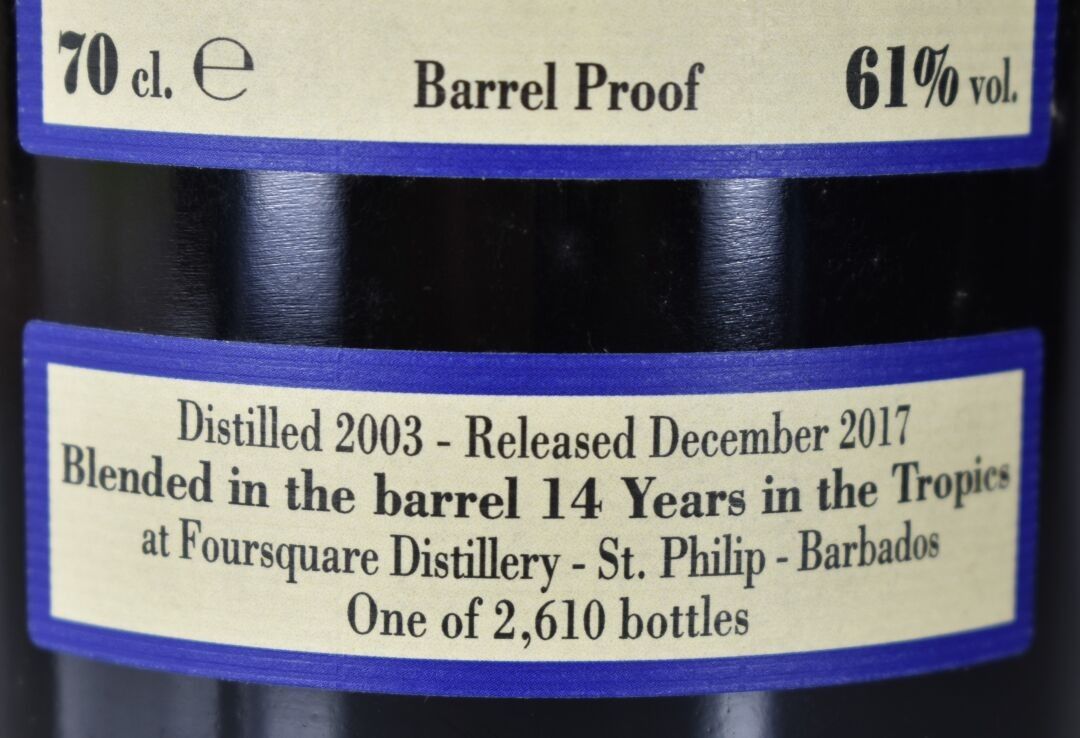 70 cl. ℮ Barrel Proof 61% vol.
Distilled 2003 - Released December 2017
Blended in the barrel 14 Years in the Tropics
at Foursquare Distillery - St. Philip - Barbados
One of 2,610 bottles